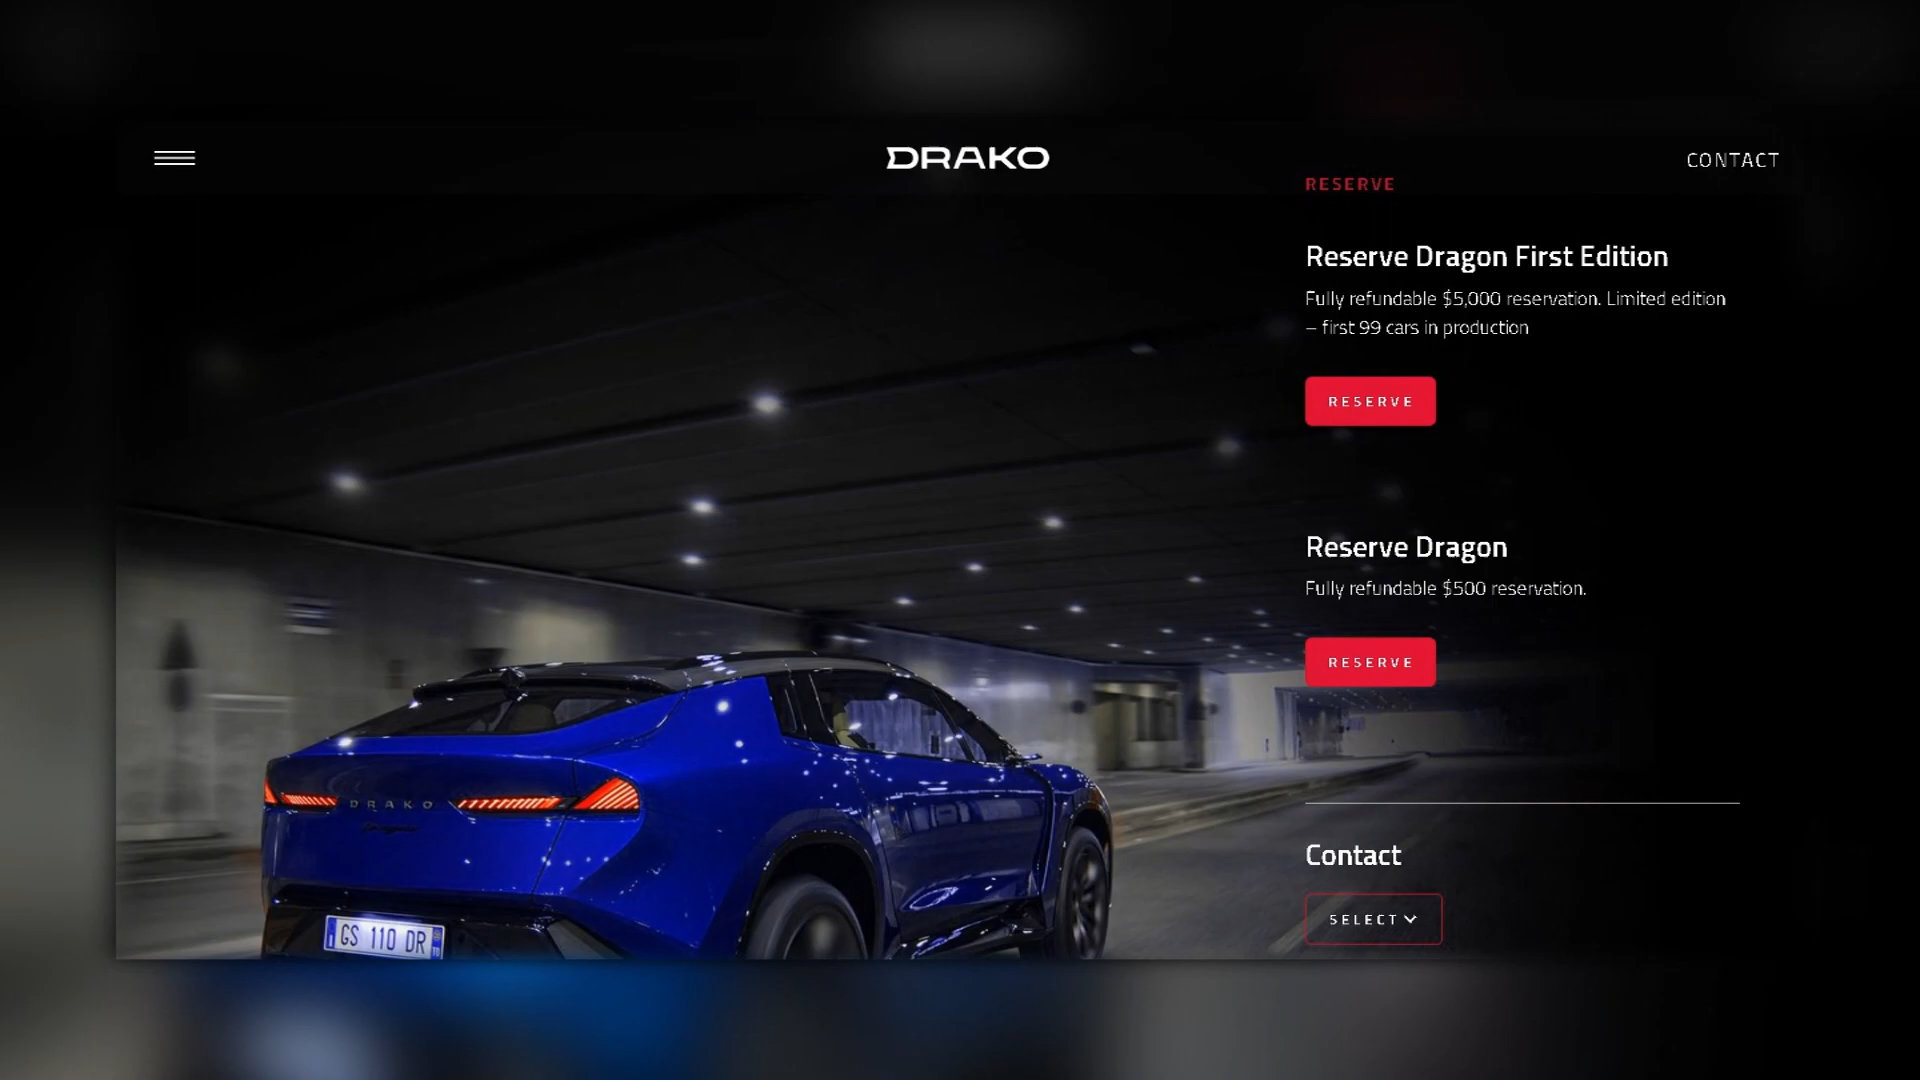 DRAKO
CONTACT
RESERVE
Reserve Dragon First Edition
Fully refundable $5,000 reservation. Limited edition
– first 99 cars in production
RESERVE
Reserve Dragon
Fully refundable $500 reservation.
RESERVE
DRAKO
Contact
SELECT
GS 110 DR